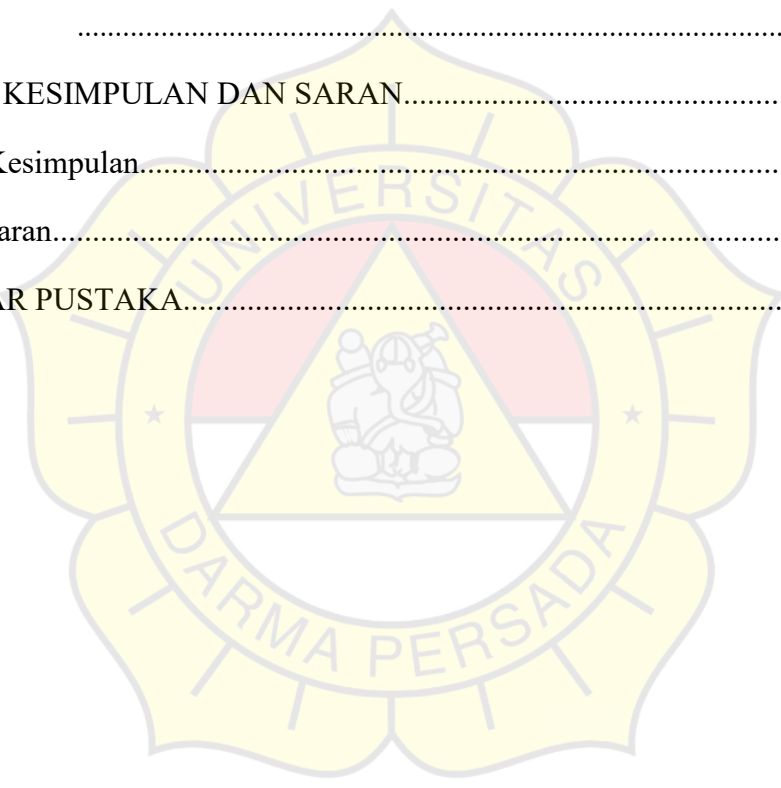 ................................................................................
KESIMPULAN DAN SARAN................................................
Kesimpulan................................................................................
aran................................................................................
AR PUSTAKA................................................................................
UNIVERSITAS
DARMA PERSADA